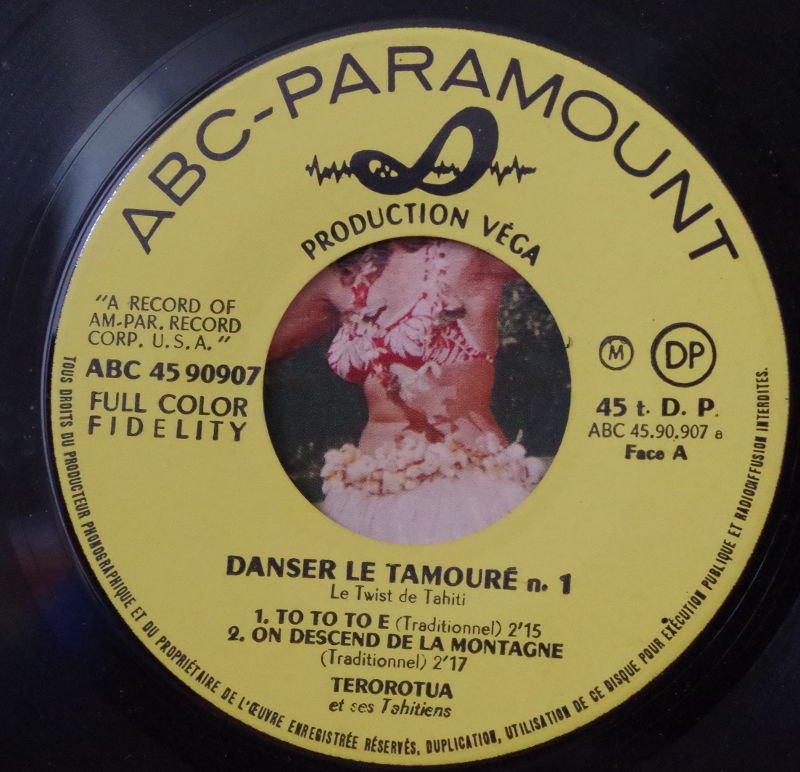 ABC-PARAMOUNT
PRODUCTION VÉGA
"A RECORD OF
AM-PAR. RECORD
CORP. U.S.A."
ABC 45 90907
FULL COLOR
FIDELITY
M DP
45 t. D. P.
ABC 45.90,907 a
Face A
DANSER LE TAMOURÉ n. 1
Le Twist de Tahiti
1. TO TO TO E (Traditionnel) 2'15
2. ON DESCEND DE LA MONTAGNE
(Traditionnel) 2'17
TEROROTUA
et ses Tahitiens
TOUS DROITS DU PRODUCTEUR PHONOGRAPHIQUE ET DU PROPRIÉTAIRE DE L'ŒUVRE ENREGISTRÉE RÉSERVÉS, DUPLICATION, UTILISATION DE CE DISQUE POUR EXÉCUTION PUBLIQUE ET RADIODIFFUSION INTERDITES.